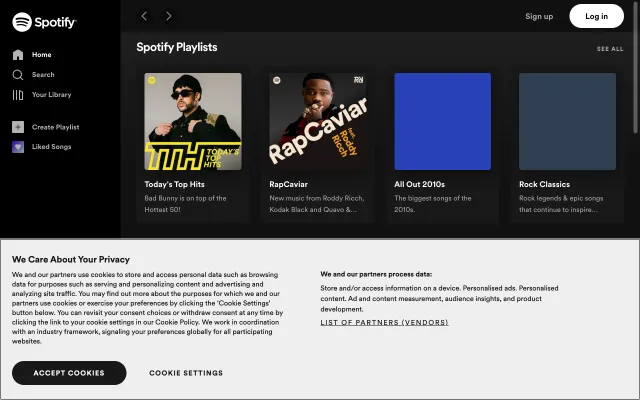 Spotify
Sign up
Log in
Home
Search
Your Library
Create Playlist
Liked Songs
Spotify Playlists
SEE ALL
TTH TODAY'S
TOP
HITS
RapCaviar
feat.
Roddy
Ricch
Today's Top Hits
Bad Bunny is on top of the
Hottest 50!
RapCaviar
New music from Roddy Ricch,
Kodak Black and Quavo &...
All Out 2010s
The biggest songs of the
2010s.
Rock Classics
Rock legends & epic songs
that continue to inspire...
We Care About Your Privacy
We and our partners use cookies to store and access personal data such as browsing
data for purposes such as serving and personalizing content and advertising and
analyzing site traffic. You may find out more about the purposes for which we and our
partners use cookies or exercise your preferences by clicking the 'Cookie Settings'
button below. You can revisit your consent choices or withdraw consent at any time by
clicking the link to your cookie settings in our Cookie Policy. We work in coordination
with an industry framework, signaling your preferences globally for all participating
websites.
We and our partners process data:
Store and/or access information on a device. Personalised ads. Personalised
content. Ad and content measurement, audience insights, and product
development.
LIST OF PARTNERS (VENDORS)
ACCEPT COOKIES
COOKIE SETTINGS